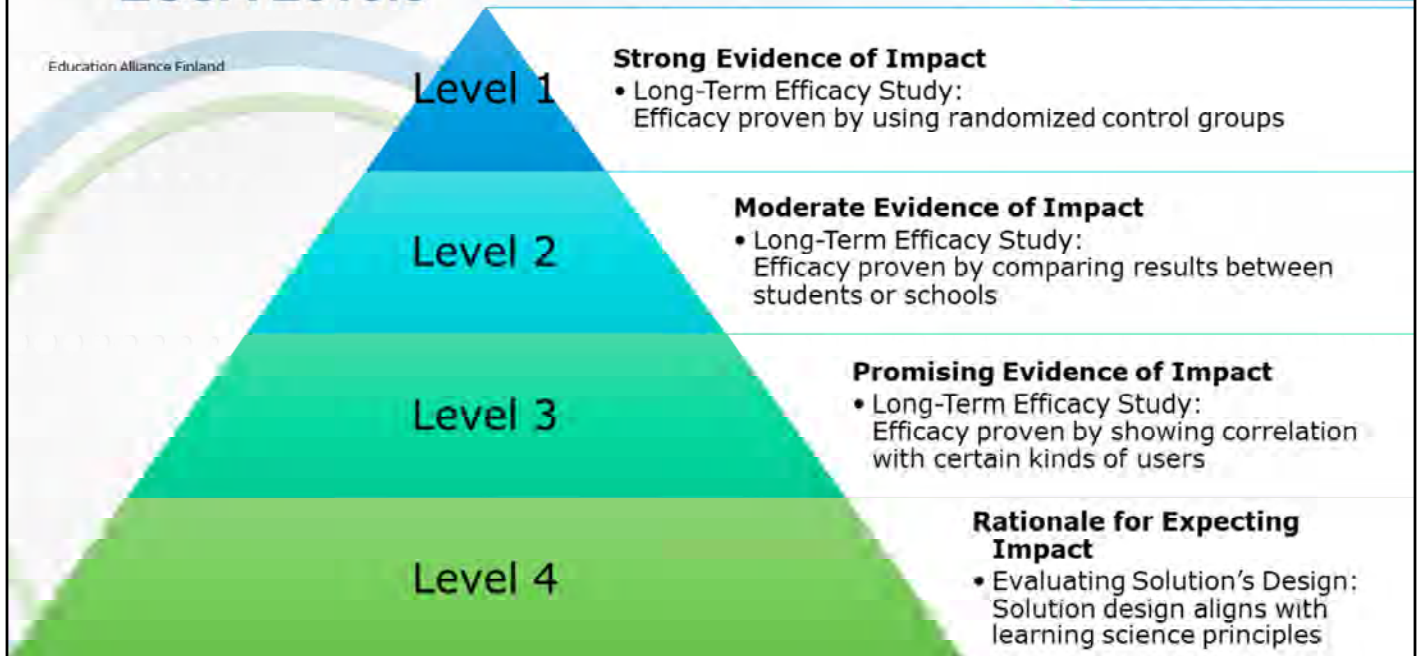 Education Alliance Finland
Level 1
Strong Evidence of Impact
• Long-Term Efficacy Study:
Efficacy proven by using randomized control groups
Level 2
Moderate Evidence of Impact
• Long-Term Efficacy Study:
Efficacy proven by comparing results between
students or schools
Level 3
Promising Evidence of Impact
• Long-Term Efficacy Study:
Efficacy proven by showing correlation
with certain kinds of users
Level 4
Rationale for Expecting
Impact
• Evaluating Solution’s Design:
Solution design aligns with
learning science principles